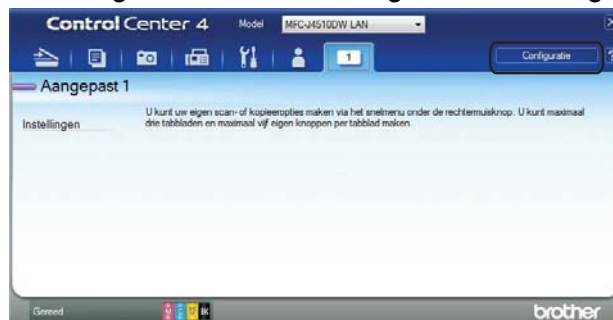 Control Center 4 Model MFC-J4510DW LAN
1
Configuratie ?
Aangepast 1
Instellingen
U kunt uw eigen scan- of kopieeropties maken via het snelmenu onder de rechtermuisknop. U kunt maximaal
drie tabbladen en maximaal vijf eigen knoppen per tabblad maken.
Gereed M C Y BK
brother